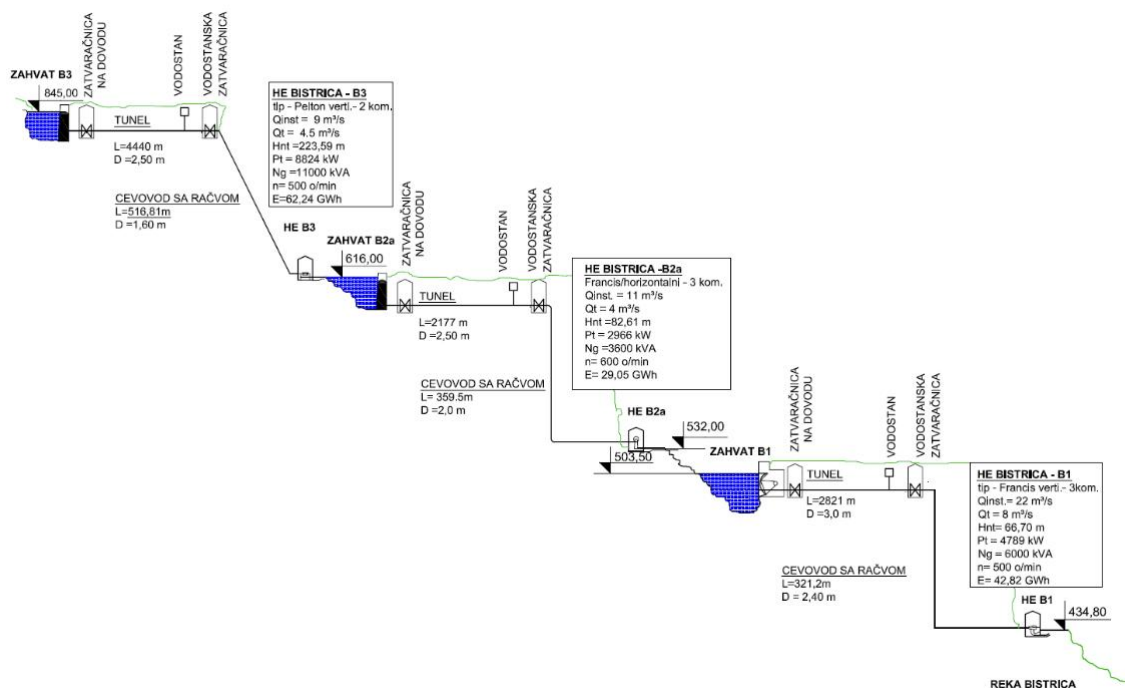 ZAHVAT B3
845,00
ZATVARAČNICA
NA DOVODU
VODOSTAN
VODOSTANSKA
ZATVARAČNICA
TUNEL
L=4440 m
D =2,50 m
CEVOVOD SA RAČVOM
L=516,81m
D =1,60 m
HE BISTRICA - B3
tip - Pelton verti.- 2 kom.
Qinst = 9 m³/s
Qt = 4.5 m³/s
Hnt = 223,59 m
Pt = 8824 kW
Ng =11000 kVA
n= 500 o/min
E=62,24 GWh
HE B3
ZAHVAT B2a
616,00
ZATVARAČNICA
NA DOVODU
VODOSTAN
VODOSTANSKA
ZATVARAČNICA
TUNEL
L=2177 m
D =2,50 m
CEVOVOD SA RAČVOM
L= 359.5m
D =2,0 m
HE BISTRICA -B2a
Francis/horizontalni - 3 kom.
Qinst. = 11 m³/s
Qt = 4 m³/s
Hnt =82,61 m
Pt = 2966 kW
Ng =3600 kVA
n= 600 o/min
E= 29,05 GWh
HE B2a
532,00
503,50
ZAHVAT B1
ZATVARAČNICA
NA DOVODU
VODOSTAN
VODOSTANSKA
ZATVARAČNICA
TUNEL
L=2821 m
D =3,0 m
CEVOVOD SA RAČVOM
L=321,2m
D = 2,40 m
HE BISTRICA - B1
tip - Francis verti.- 3kom.
Qinst.= 22 m³/s
Qt = 8 m³/s
Hnt= 66,70 m
Pt = 4789 kW
Ng = 6000 kVA
n= 500 o/min
E= 42,82 GWh
HE B1
434,80
REKA BISTRICA